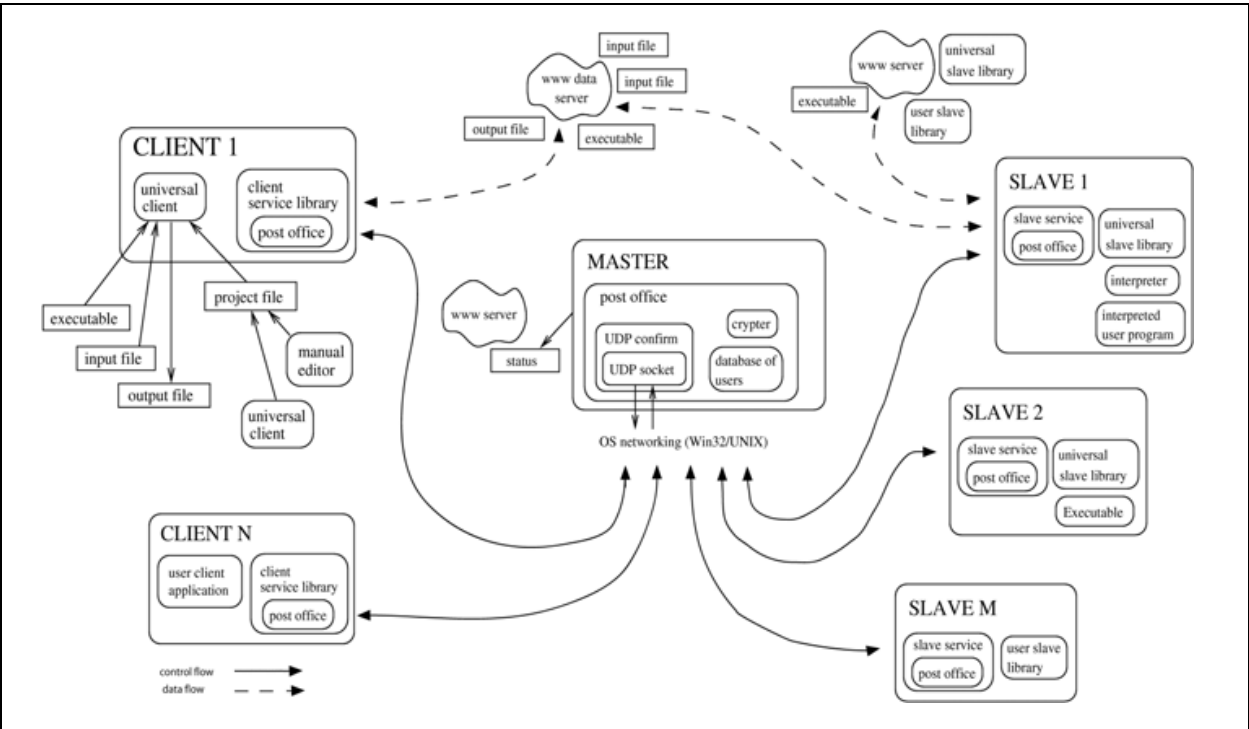 input file
www data
server
input file
output file
executable
www server
universal
slave library
executable
user slave
library
CLIENT 1
universal
client
client
service library
post office
executable
input file
output file
project file
manual
editor
universal
client
www server
status
MASTER
post office
UDP confirm
UDP socket
crypter
database of
users
OS networking (Win32/UNIX)
SLAVE 1
slave service
post office
universal
slave library
interpreter
interpreted
user program
SLAVE 2
slave service
post office
universal
slave library
Executable
CLIENT N
user client
application
client
service library
post office
SLAVE M
slave service
post office
user slave
library
control flow
data flow